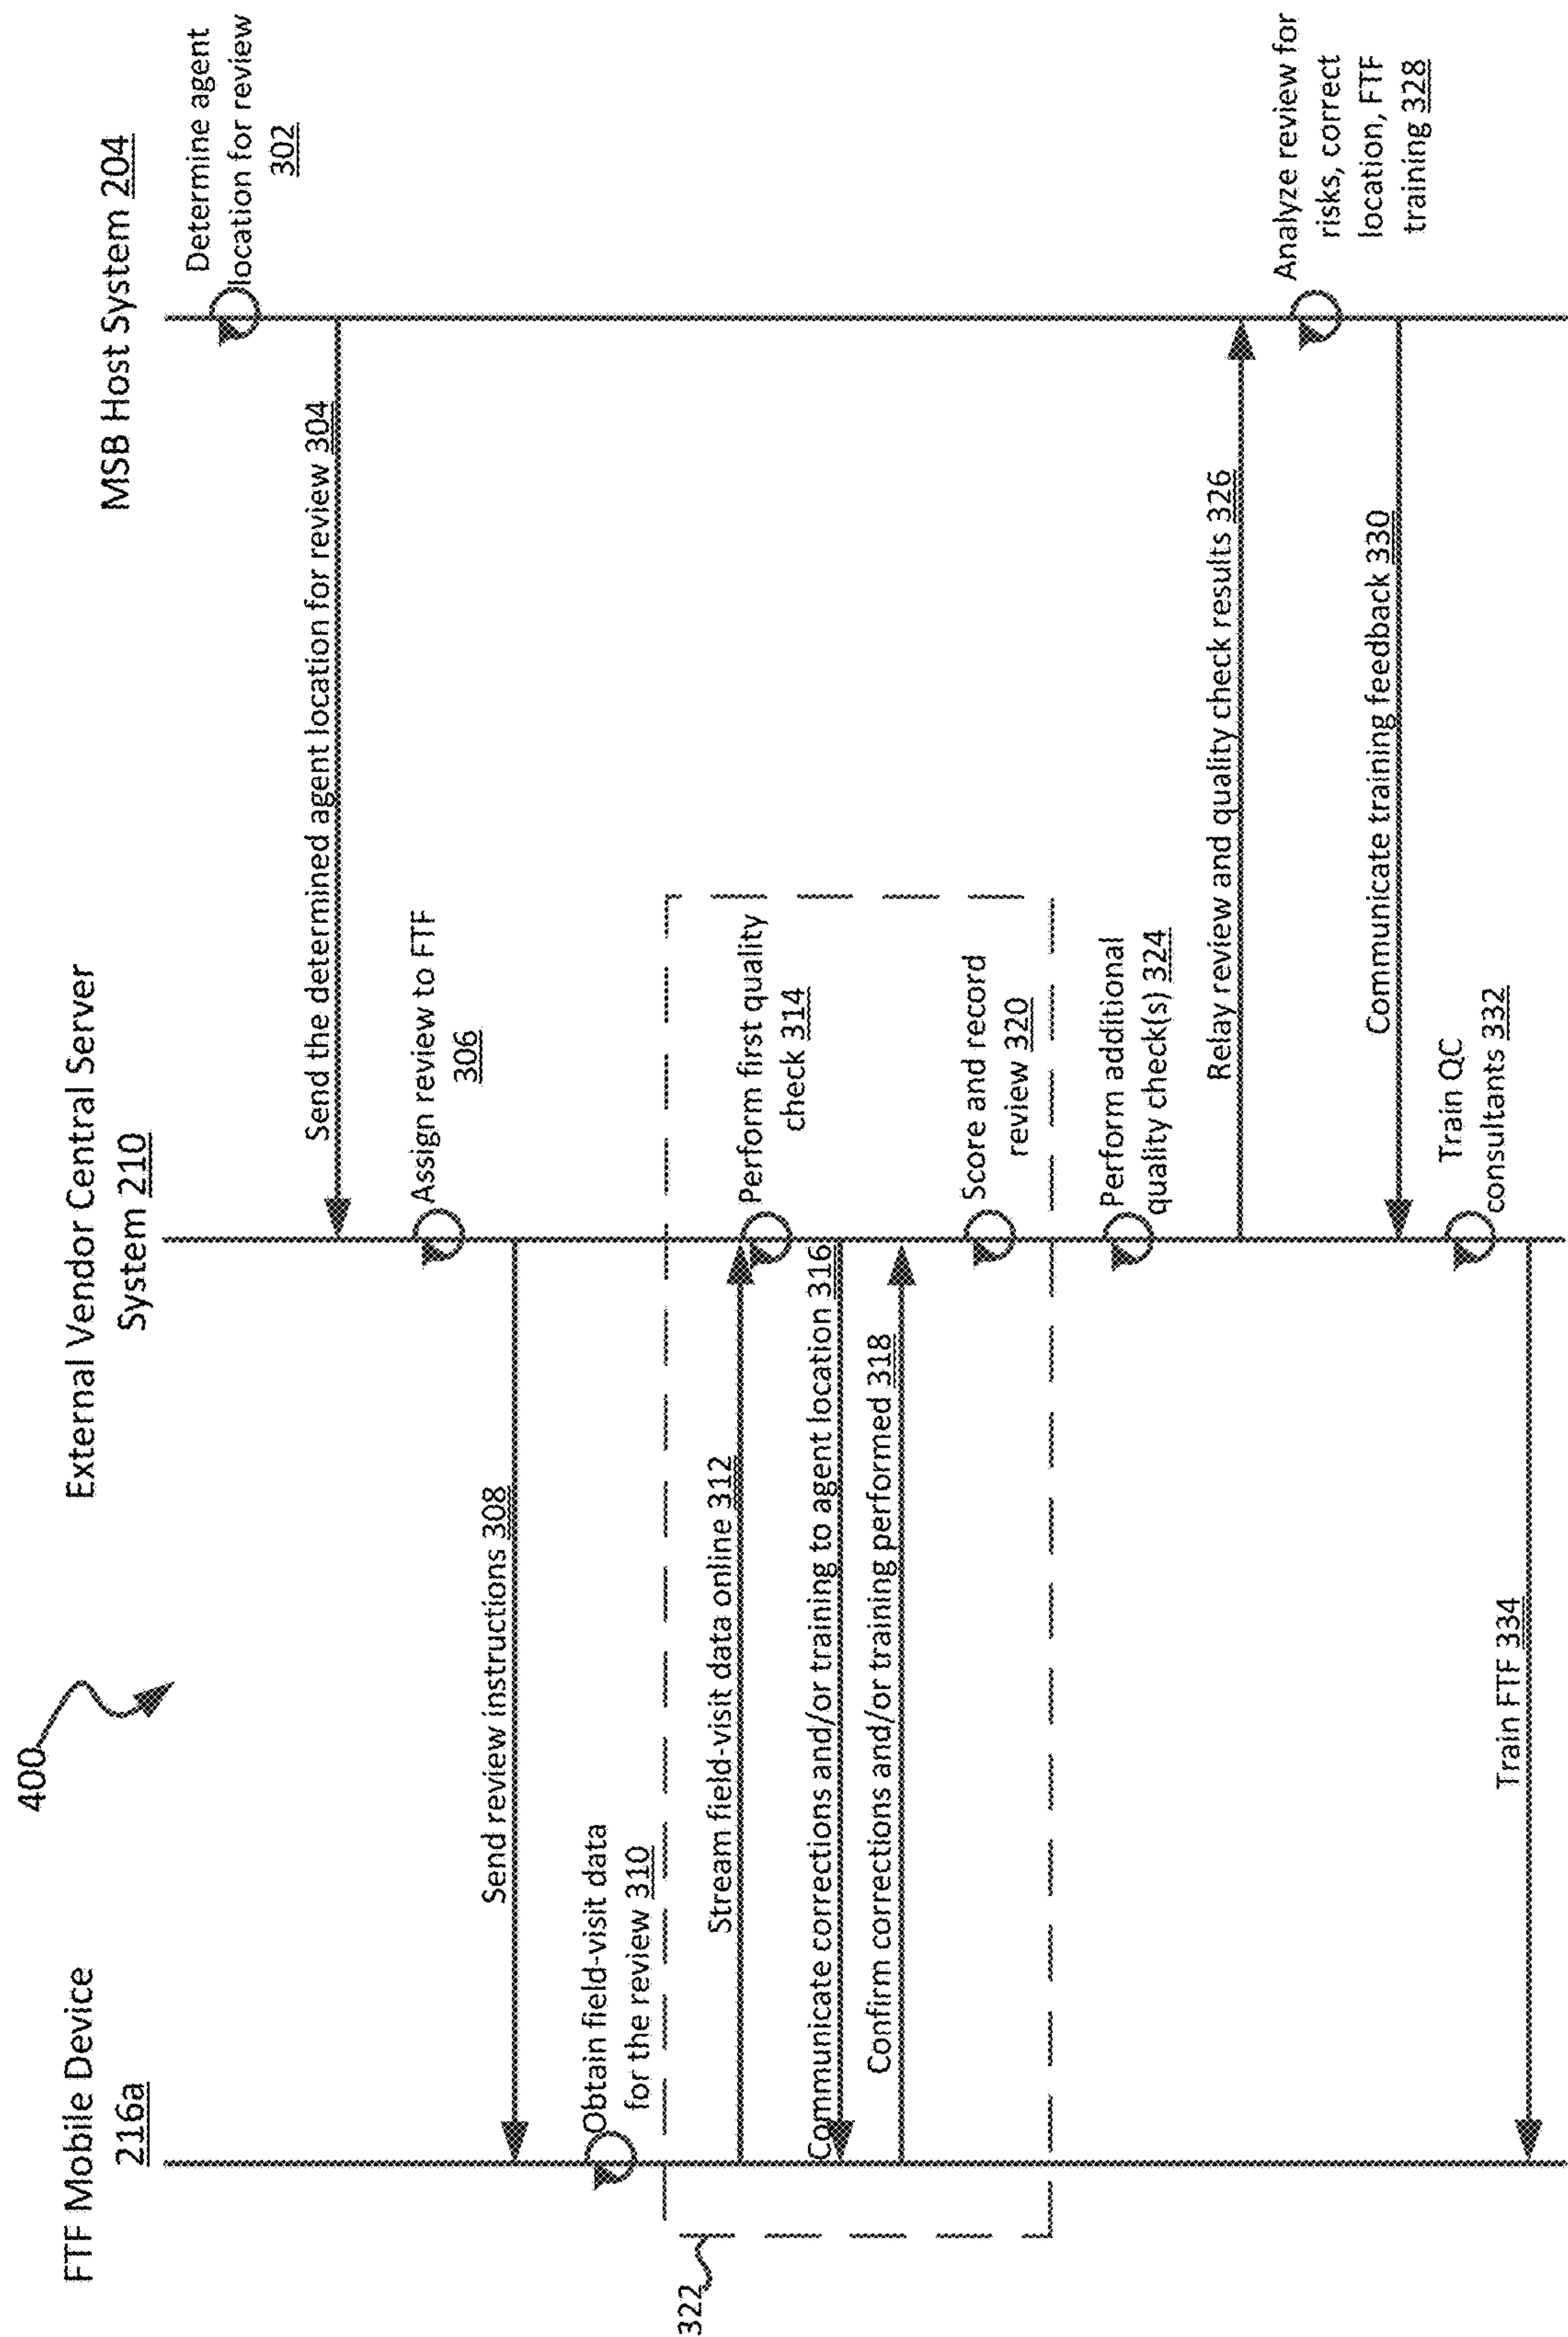 400
FTF Mobile Device
216a
External Vendor Central Server
System 210
MSB Host System 204
Determine agent
location for review
302
Send the determined agent location for review 304
Assign review to FTF
306
Send review instructions 308
Obtain field-visit data
for the review 310
322
Stream field-visit data online 312
Perform first quality
check 314
Communicate corrections and/or training to agent location 316
Confirm corrections and/or training performed 318
Score and record
review 320
Perform additional
quality check(s) 324
Relay review and quality check results 326
Analyze review for
risks, correct
location, FTF
training 328
Communicate training feedback 330
Train QC
consultants 332
Train FTF 334